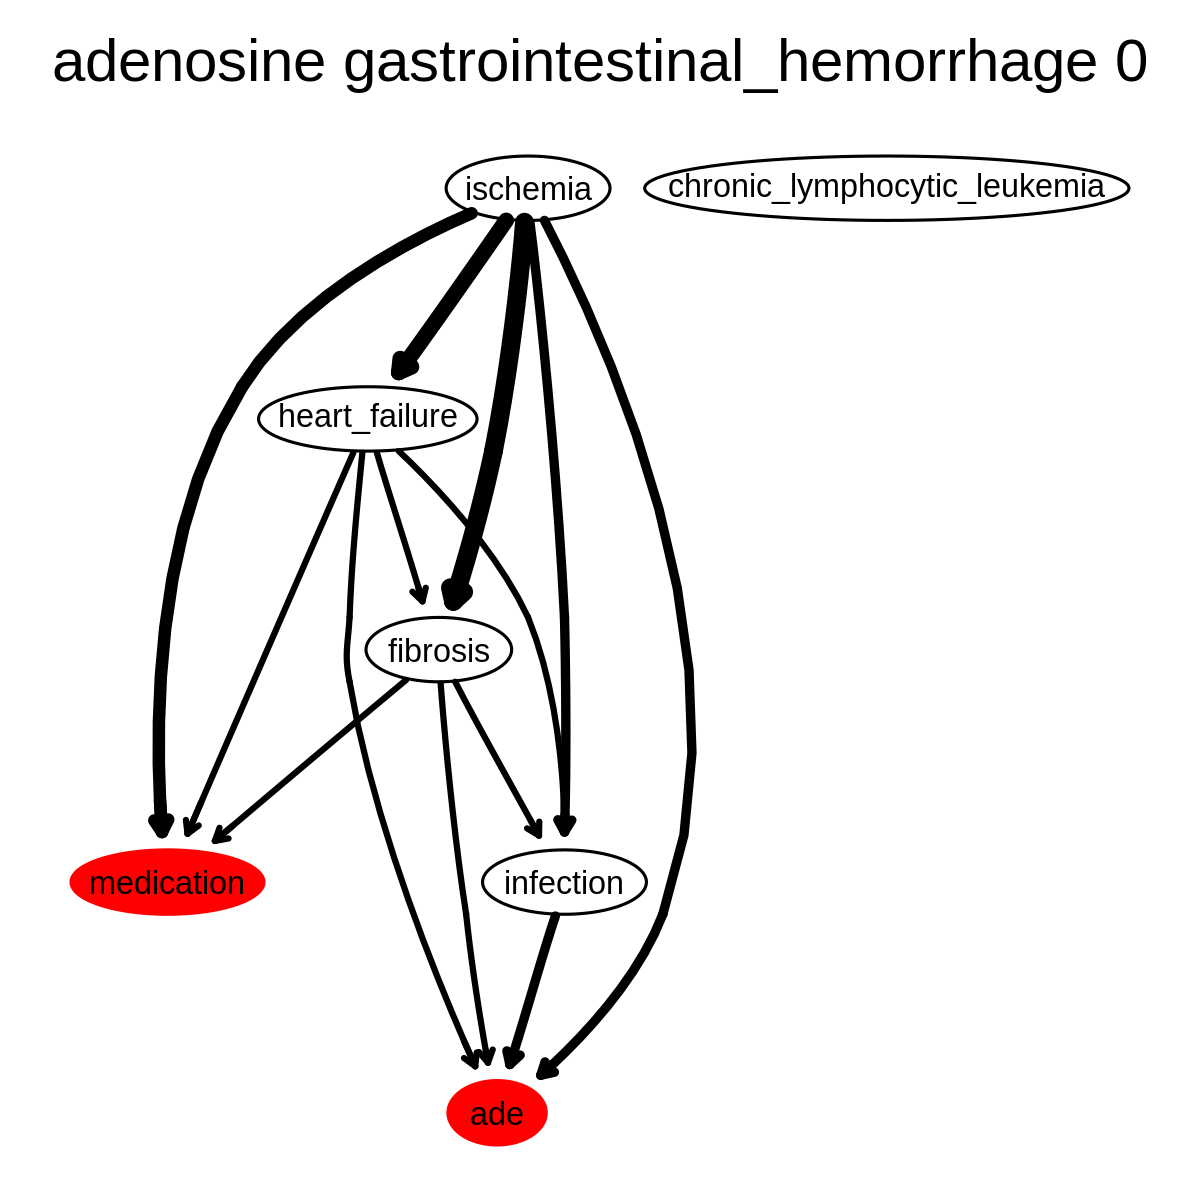 adenosine gastrointestinal_hemorrhage 0
ischemia
chronic_lymphocytic_leukemia
heart_failure
fibrosis
medication
infection
ade